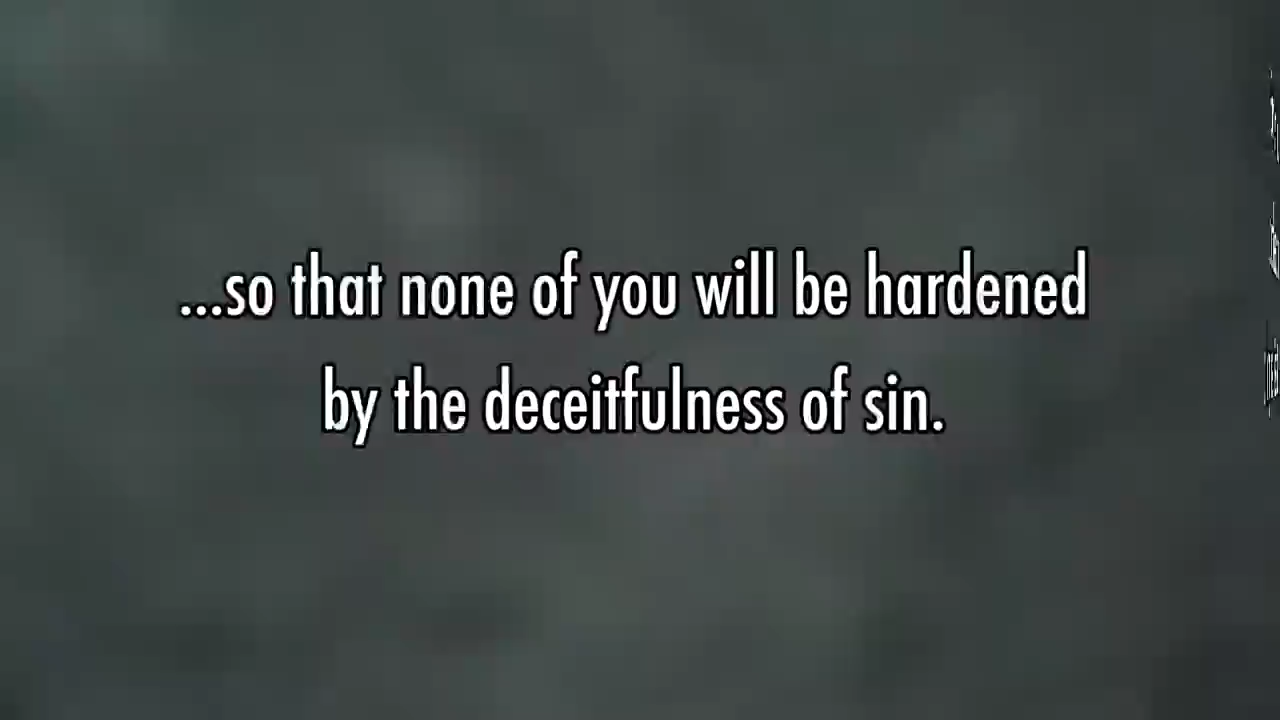 ...so that none of you will be hardened
by the deceitfulness of sin.